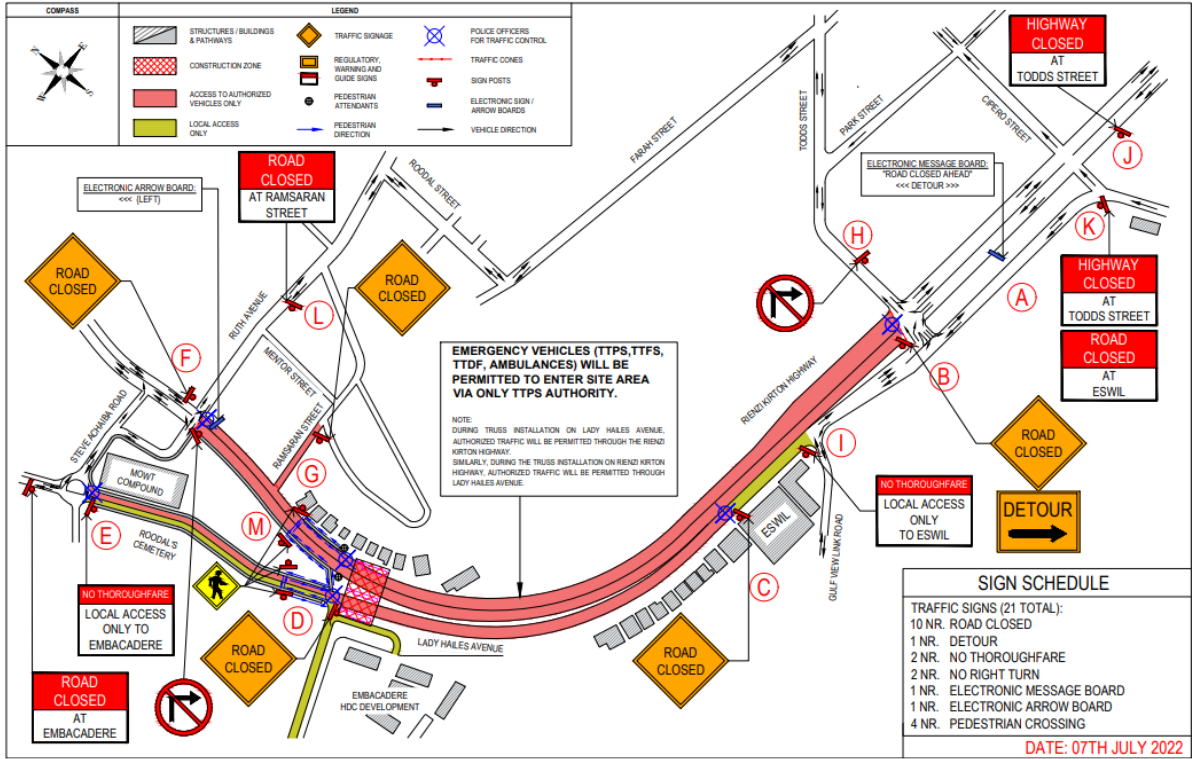 COMPASS
LEGEND
N
E
W
S
STRUCTURES / BUILDINGS
& PATHWAYS
CONSTRUCTION ZONE
ACCESS TO AUTHORIZED
VEHICLES ONLY
LOCAL ACCESS
ONLY
TRAFFIC SIGNAGE
REGULATORY,
WARNING AND
GUIDE SIGNS
PEDESTRIAN
ATTENDANTS
PEDESTRIAN
DIRECTION
POLICE OFFICERS
FOR TRAFFIC CONTROL
TRAFFIC CONES
SIGN POSTS
ELECTRONIC SIGN /
ARROW BOARDS
VEHICLE DIRECTION
HIGHWAY
CLOSED
AT
TODDS STREET
J
TODDS STREET
PARK STREET
CIPERO STREET
FARAH STREET
ROODAL STREET
ELECTRONIC MESSAGE BOARD:
"ROAD CLOSED AHEAD"
<<< DETOUR >>>
ELECTRONIC ARROW BOARD:
<<< (LEFT)
ROAD
CLOSED
AT RAMSARAN
STREET
ROAD
CLOSED
ROAD
CLOSED
H
K
HIGHWAY
CLOSED
AT
TODDS STREET
ROAD
CLOSED
AT
ESWIL
A
B
L
RUTH AVENUE
MENTOR STREET
RAMSARAN STREET
STEVE ACHAIBA ROAD
F
EMERGENCY VEHICLES (TTPS,TTFS,
TTDF, AMBULANCES) WILL BE
PERMITTED TO ENTER SITE AREA
VIA ONLY TTPS AUTHORITY.
NOTE:
DURING TRUSS INSTALLATION ON LADY HAILES AVENUE,
AUTHORIZED TRAFFIC WILL BE PERMITTED THROUGH THE RIENZI
KIRTON HIGHWAY.
SIMILARLY, DURING THE TRUSS INSTALLATION ON RIENZI KIRTON
HIGHWAY, AUTHORIZED TRAFFIC WILL BE PERMITTED THROUGH
LADY HAILES AVENUE.
RIENZI KIRTON HIGHWAY
ROAD
CLOSED
DETOUR
I
NO THOROUGHFARE
LOCAL ACCESS
ONLY
TO ESWIL
ESWIL
GULF VIEW LINK ROAD
C
ROAD
CLOSED
G
M
MOWT
COMPOUND
E
ROODAL'S
CEMETERY
NO THOROUGHFARE
LOCAL ACCESS
ONLY TO
EMBACADERE
D
ROAD
CLOSED
LADY HAILES AVENUE
EMBACADERE
HDC DEVELOPMENT
ROAD
CLOSED
AT
EMBACADERE
SIGN SCHEDULE
TRAFFIC SIGNS (21 TOTAL):
10 NR. ROAD CLOSED
1 NR. DETOUR
2 NR. NO THOROUGHFARE
2 NR. NO RIGHT TURN
1 NR. ELECTRONIC MESSAGE BOARD
1 NR. ELECTRONIC ARROW BOARD
4 NR. PEDESTRIAN CROSSING
DATE: 07TH JULY 2022